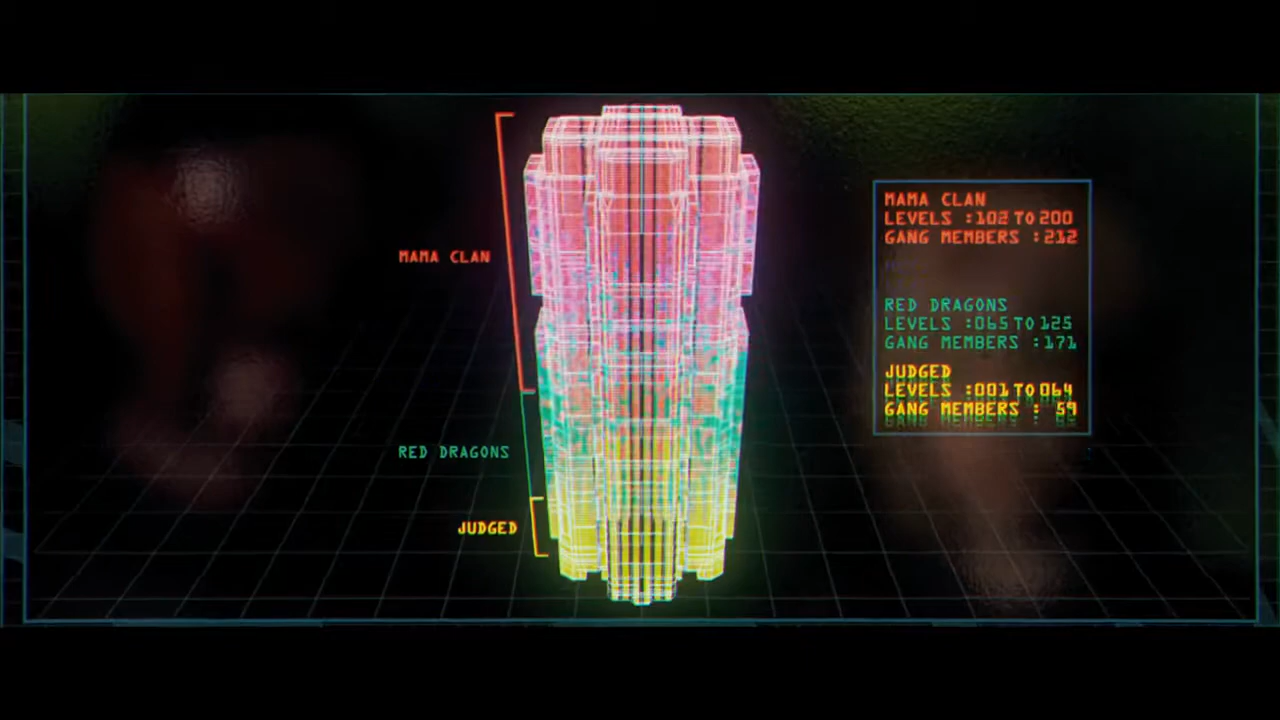 MAMA CLAN
RED DRAGONS
JUDGED
MAMA CLAN
LEVELS :102 TO 200
GANG MEMBERS :212
RED DRAGONS
LEVELS :065 TO 125
GANG MEMBERS :171
JUDGED
LEVELS :001 TO 064
GANG MEMBERS : 59